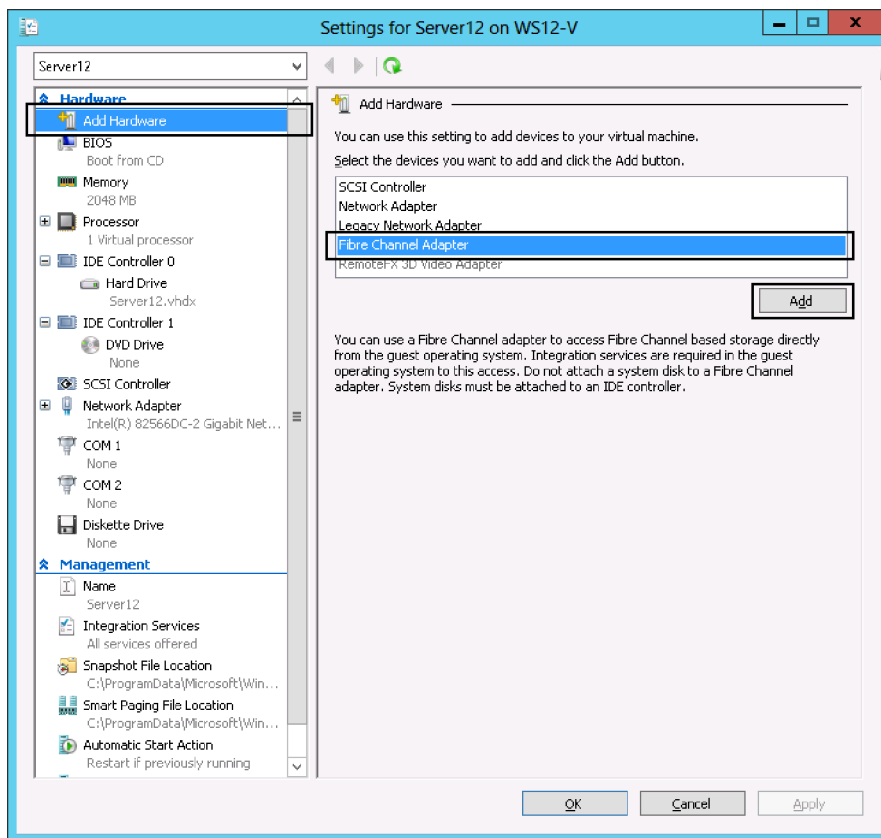 Settings for Server12 on WS12-V
Server12
Hardware
Add Hardware
BIOS
Boot from CD
Memory
2048 MB
Processor
1 Virtual processor
IDE Controller 0
Hard Drive
Server12.vhdx
IDE Controller 1
DVD Drive
None
SCSI Controller
Network Adapter
Intel(R) 82566DC-2 Gigabit Net...
COM 1
None
COM 2
None
Diskette Drive
None
Management
Name
Server12
Integration Services
All services offered
Snapshot File Location
C:\ProgramData\Microsoft\Win...
Smart Paging File Location
C:\ProgramData\Microsoft\Win...
Automatic Start Action
Restart if previously running
Add Hardware
You can use this setting to add devices to your virtual machine.
Select the devices you want to add and click the Add button.
SCSI Controller
Network Adapter
Legacy Network Adapter
Fibre Channel Adapter
RemoteFX 3D Video Adapter
Add
You can use a Fibre Channel adapter to access Fibre Channel based storage directly
from the guest operating system. Integration services are required in the guest
operating system to this access. Do not attach a system disk to a Fibre Channel
adapter. System disks must be attached to an IDE controller.
OK
Cancel
Apply